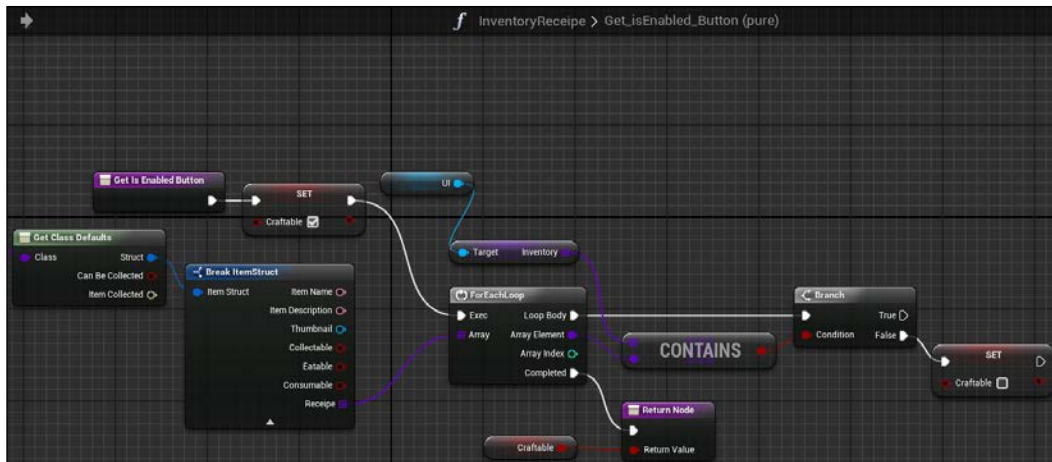 f InventoryReceipe > Get_isEnabled_Button (pure)
Get Is Enabled Button
SET
Craftable
UI
Get Class Defaults
Class Struct
Can Be Collected
Item Collected
Target Inventory
Break ItemStruct
Item Struct Item Name
Item Description
Thumbnail
Collectable
Eatable
Consumable
Receipe
ForEachLoop
Exec Loop Body
Array Array Element
Array Index
Completed
CONTAINS
Branch
True
Condition False
SET
Craftable
Return Node
Craftable
Return Value